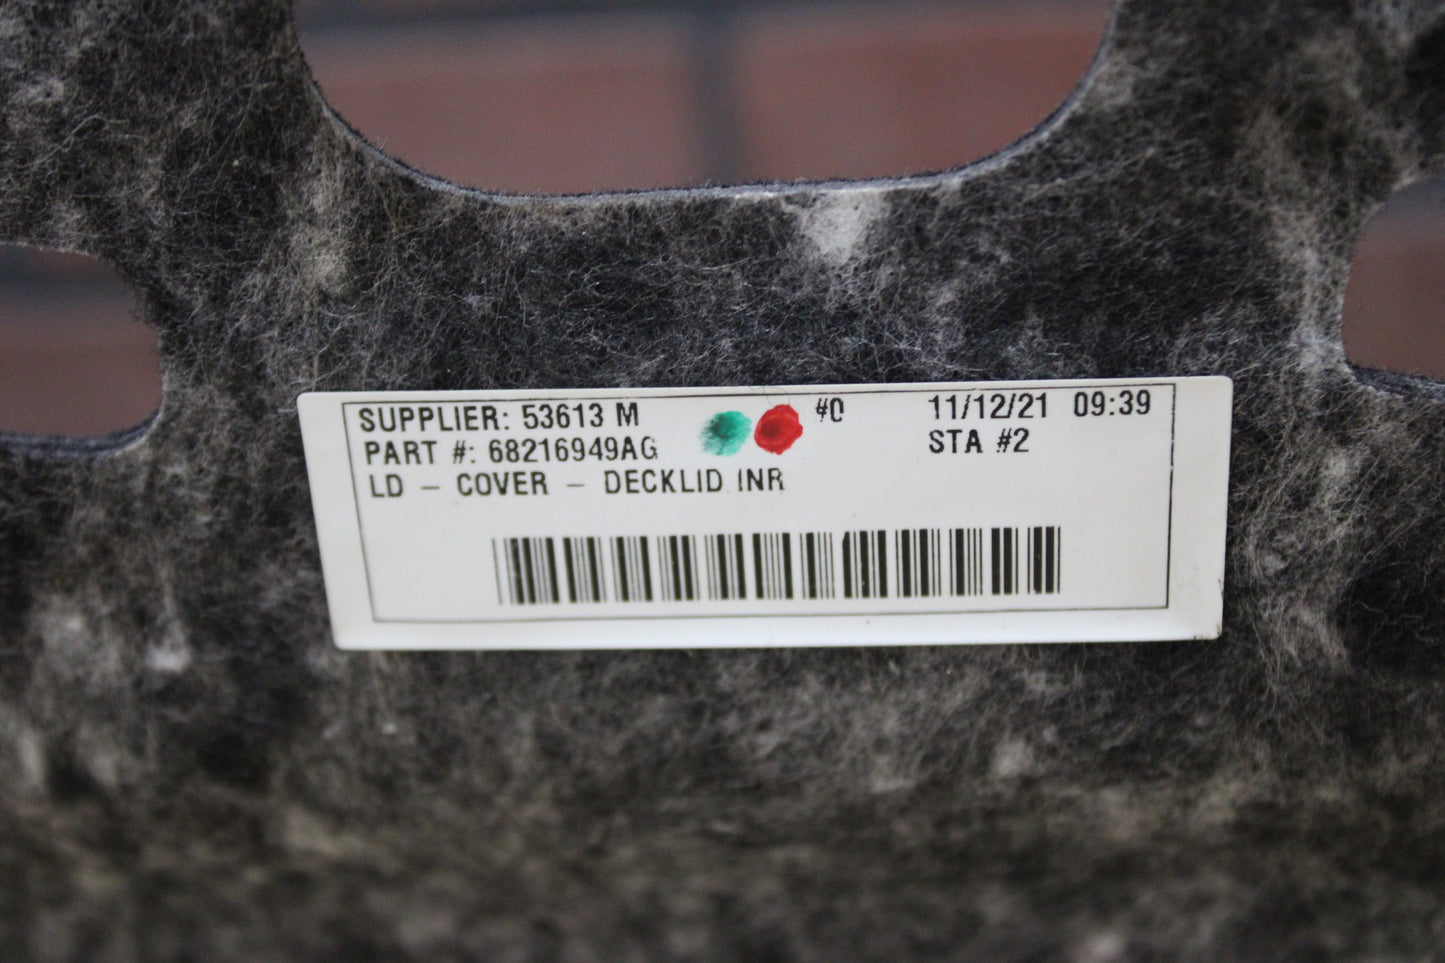 SUPPLIER: 53613 M #0 11/12/21 09:39
PART #: 68216949AG STA #2
LD - COVER - DECKLID INR